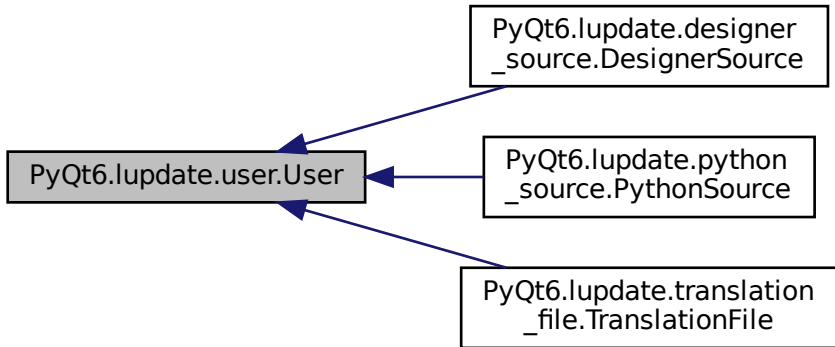 PyQt6.lupdate.designer
_source.DesignerSource
PyQt6.lupdate.user.User
PyQt6.lupdate.python
_source.PythonSource
PyQt6.lupdate.translation
_file.TranslationFile